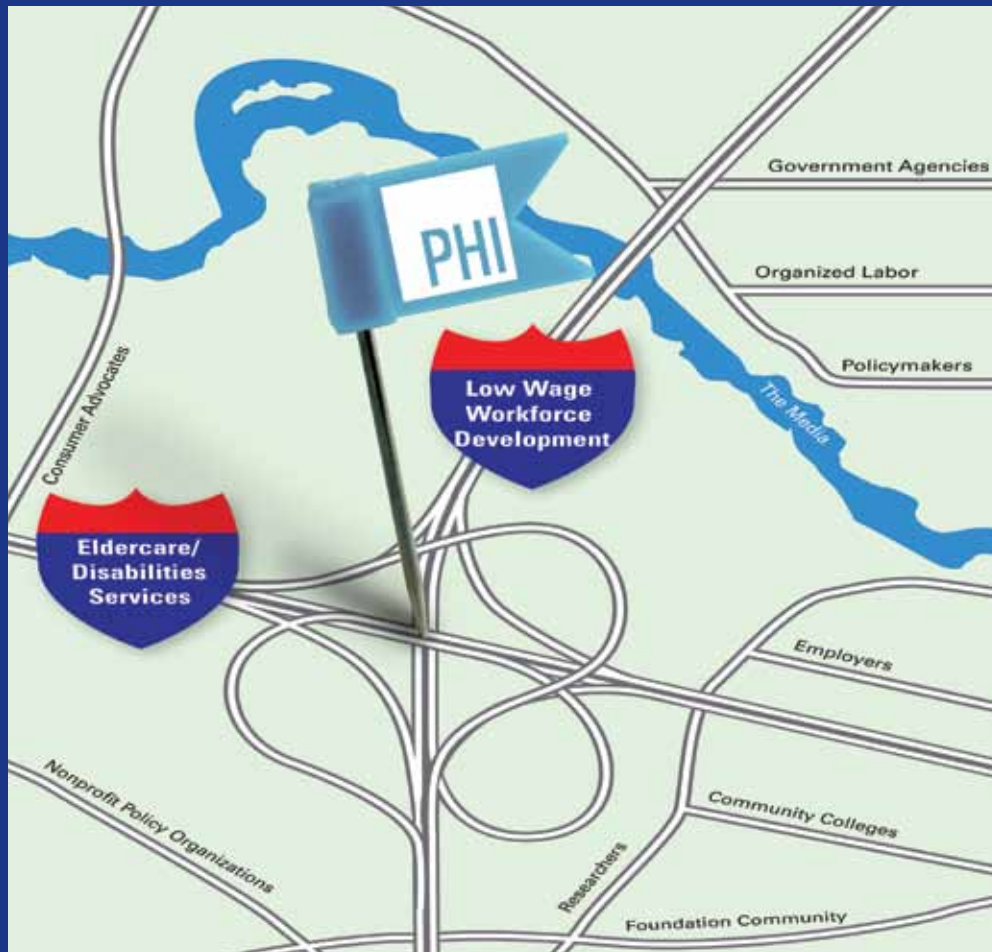 Government Agencies
PHI
Organized Labor
Consumer Advocates
Low Wage
Workforce
Development
Policymakers
The Media
Eldercare/
Disabilities
Services
Employers
Nonprofit Policy Organizations
Community Colleges
Researchers
Foundation Community